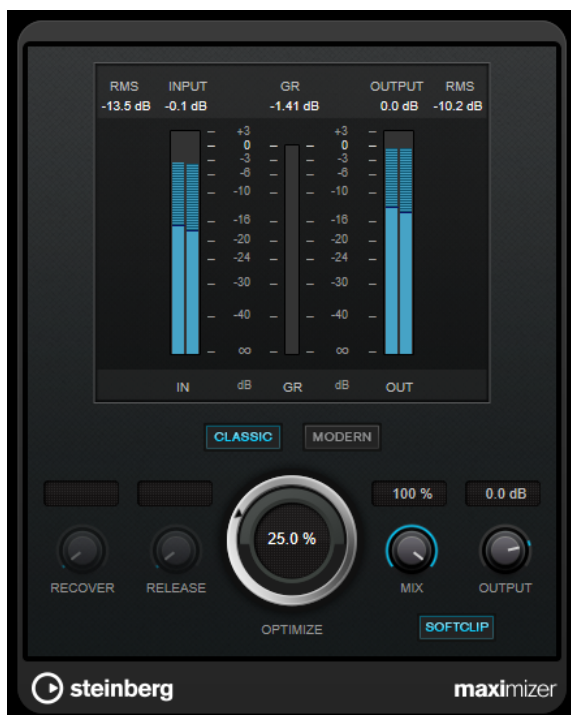 RMS INPUT GR OUTPUT RMS
-13.5 dB -0.1 dB -1.41 dB 0.0 dB -10.2 dB
+3 +3
0 0
-3 -3
-6 -6
-10 -10
-16 -16
-20 -20
-24 -24
-30 -30
-40 -40
∞ ∞
IN dB GR dB OUT
CLASSIC MODERN
100 % 0.0 dB
25.0 %
RECOVER RELEASE MIX OUTPUT
OPTIMIZE SOFTCLIP
steinberg maximizer